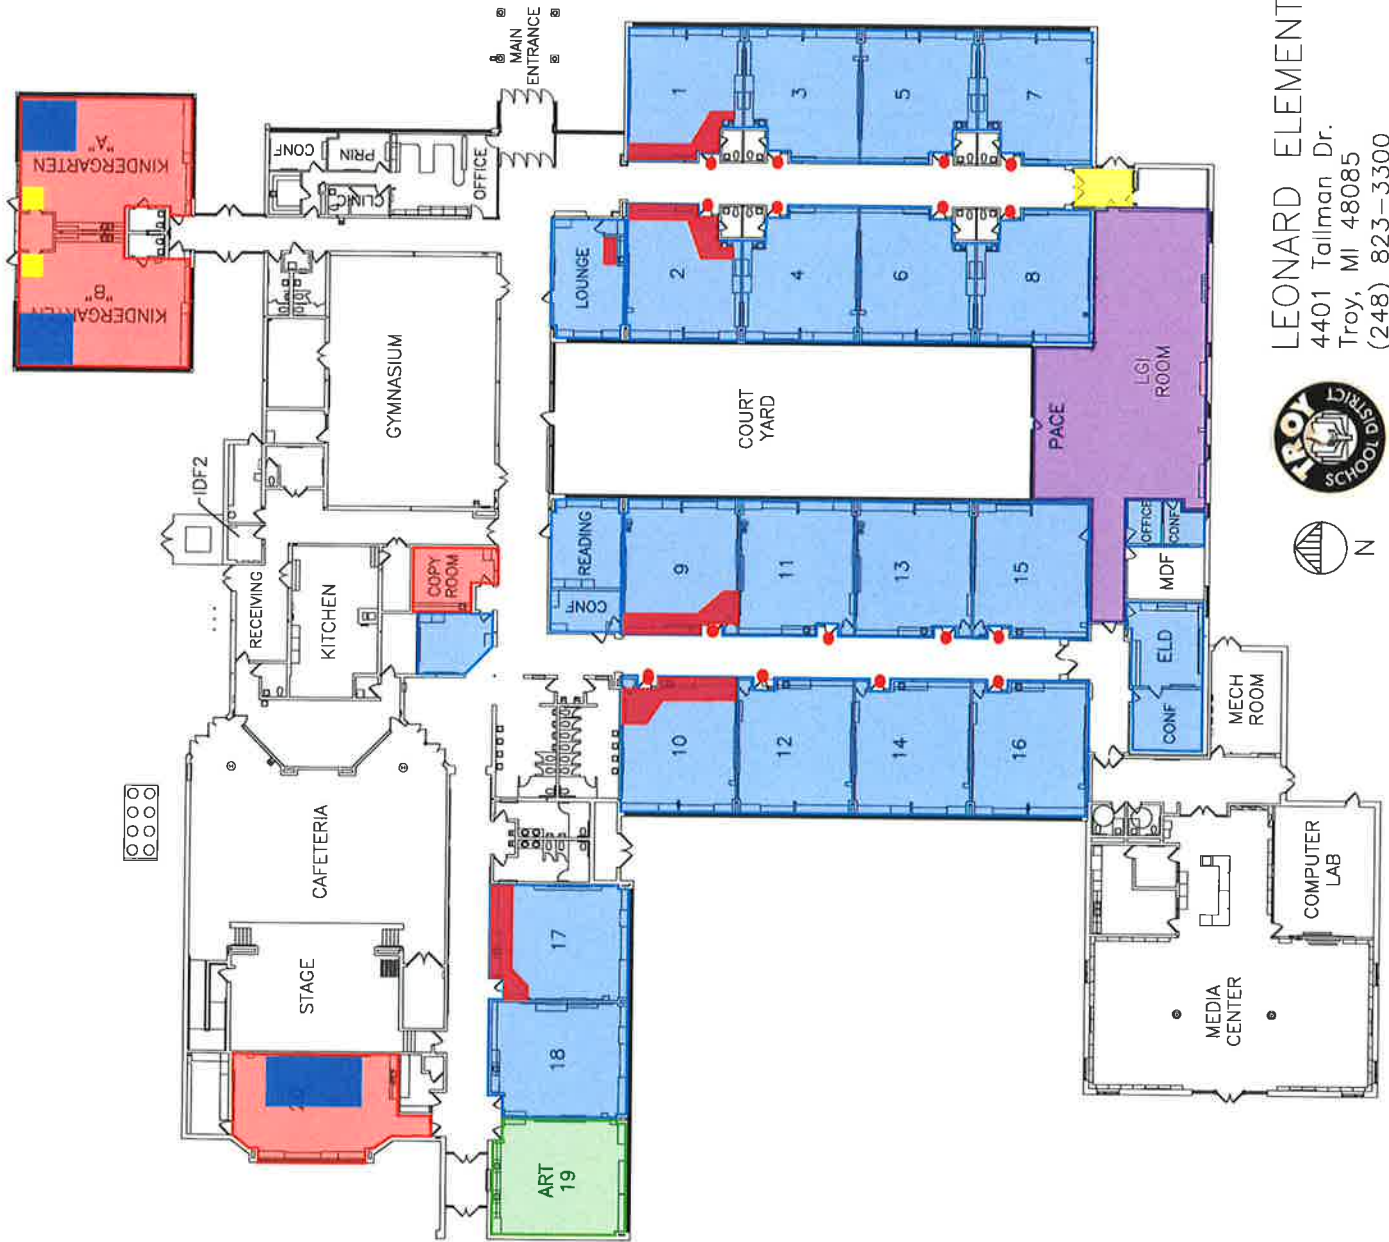 MAIN
ENTRANCE
KINDERGARTEN
"A"
KINDERGARTEN
"B"
CONF
PRIN
CLINIC
OFFICE
1
3
5
7
LOUNGE
2
4
6
8
GYMNASIUM
COURT
YARD
PACE
LGI
ROOM
IDF2
RECEIVING
KITCHEN
COPY
ROOM
READING
CONF
9
11
13
15
OFFICE
CONF
MDF
ELD
CONF
MECH
ROOM
10
12
14
16
CAFETERIA
STAGE
17
18
ART
19
20
MEDIA
CENTER
COMPUTER
LAB
LEONARD ELEMENT
4401 Tallman Dr.
Troy, MI 48085
(248) 823-3300
TROY
SCHOOL DISTRICT
N